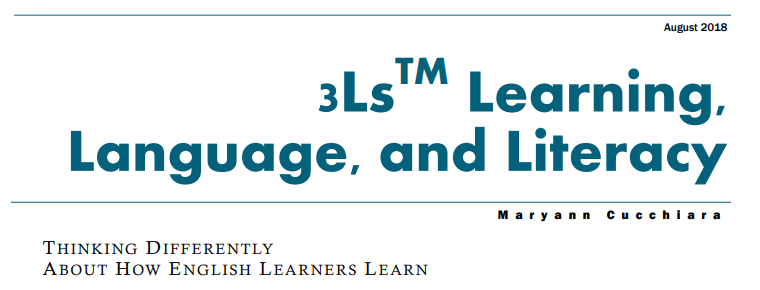 August 2018
3Ls™ Learning,
Language, and Literacy
Maryann Cucchiara
THINKING DIFFERENTLY
ABOUT HOW ENGLISH LEARNERS LEARN